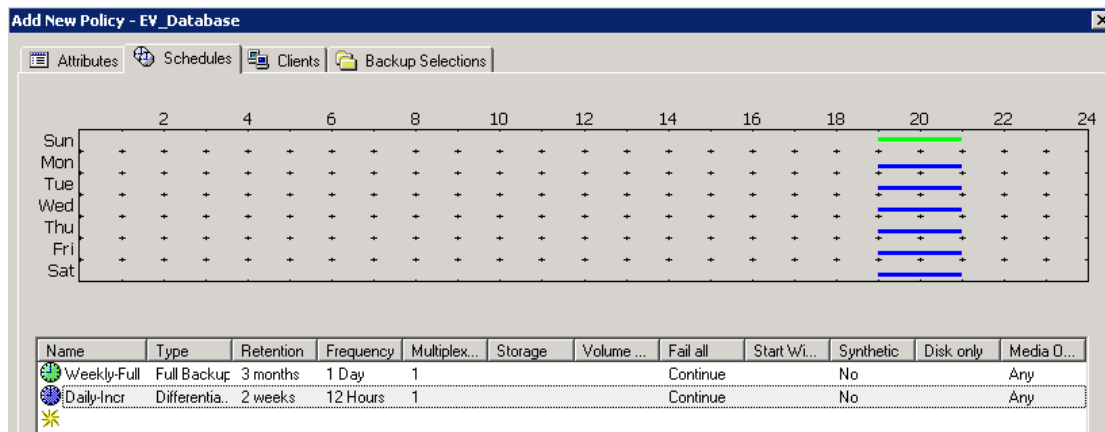 Add New Policy - EV_Database
Attributes Schedules Clients Backup Selections
2 4 6 8 10 12 14 16 18 20 22 24
Sun
Mon
Tue
Wed
Thu
Fri
Sat
Name Type Retention Frequency Multiplex... Storage Volume ... Fail all Start Wi... Synthetic Disk only Media O...
Weekly-Full Full Backup 3 months 1 Day 1 Continue No Any
Daily-Incr Differentia.. 2 weeks 12 Hours 1 Continue No Any